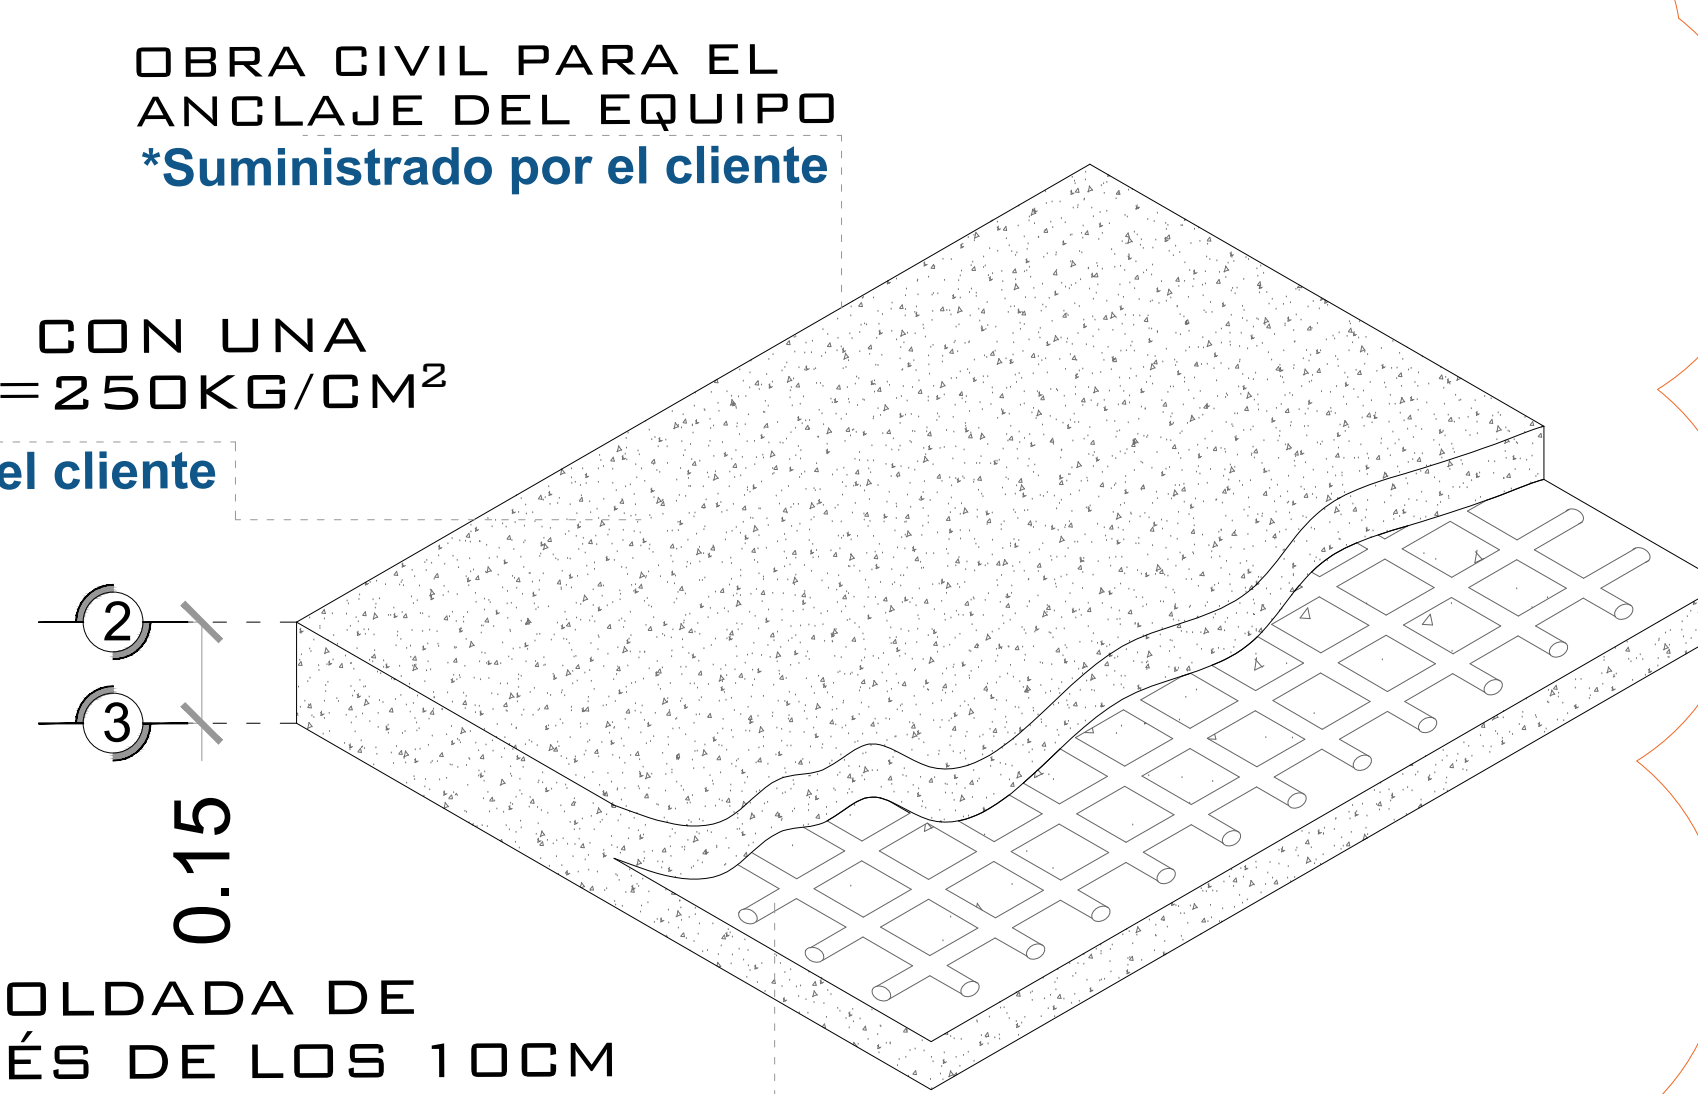 OBRA CIVIL PARA EL
ANCLAJE DEL EQUIPO
*Suministrado por el cliente
CON UNA
=250KG/CM²
el cliente
2
3
0.15
OLDADA DE
ÉS DE LOS 10CM